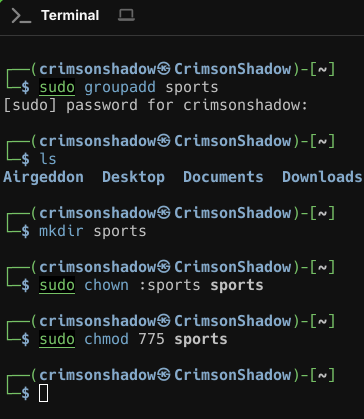 Terminal
┌──(crimsonshadow㉿CrimsonShadow)-[~]
└─$ sudo groupadd sports
[sudo] password for crimsonshadow:
┌──(crimsonshadow㉿CrimsonShadow)-[~]
└─$ ls
Airgeddon  Desktop  Documents  Downloads
┌──(crimsonshadow㉿CrimsonShadow)-[~]
└─$ mkdir sports
┌──(crimsonshadow㉿CrimsonShadow)-[~]
└─$ sudo chown :sports sports
┌──(crimsonshadow㉿CrimsonShadow)-[~]
└─$ sudo chmod 775 sports
┌──(crimsonshadow㉿CrimsonShadow)-[~]
└─$